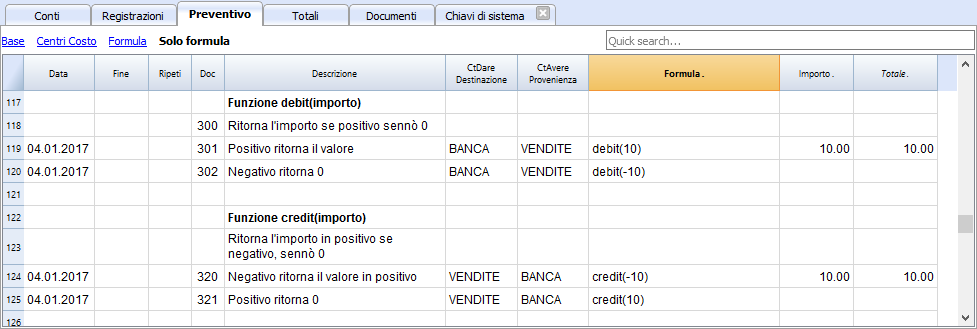 Conti Registrazioni Preventivo Totali Documenti Chiavi di sistema
Base Centri Costo Formula Solo formula Quick search...
Data Fine Ripeti Doc Descrizione CtDare Destinazione CtAvere Provenienza Formula . Importo . Totale .
117 Funzione debit(importo)
118 300 Ritorna l'importo se positivo sennò 0
119 04.01.2017 301 Positivo ritorna il valore BANCA VENDITE debit(10) 10.00 10.00
120 04.01.2017 302 Negativo ritorna 0 BANCA VENDITE debit(-10)
121
122 Funzione credit(importo)
123 Ritorna l'importo in positivo se
negativo, sennò 0
124 04.01.2017 320 Negativo ritorna il valore in positivo VENDITE BANCA credit(-10) 10.00 10.00
125 04.01.2017 321 Positivo ritorna 0 VENDITE BANCA credit(10)
126